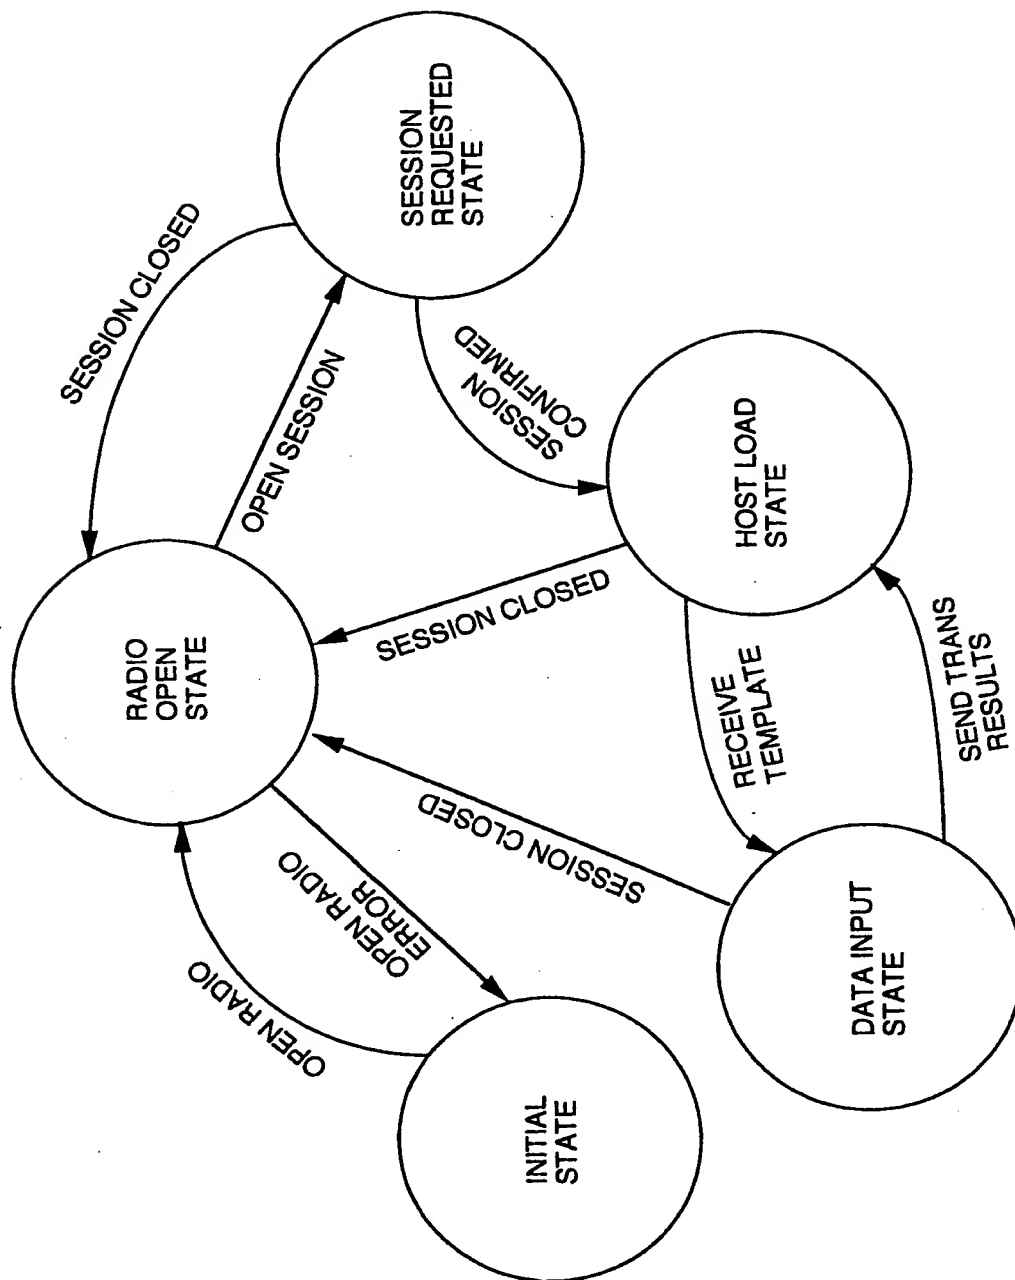 RADIO
OPEN
STATE
OPEN RADIO
OPEN RADIO
ERROR
INITIAL
STATE
SESSION CLOSED
OPEN SESSION
SESSION
REQUESTED
STATE
SESSION
CONFIRMED
SESSION CLOSED
SESSION CLOSED
HOST LOAD
STATE
RECEIVE
TEMPLATE
SEND TRANS
RESULTS
DATA INPUT
STATE